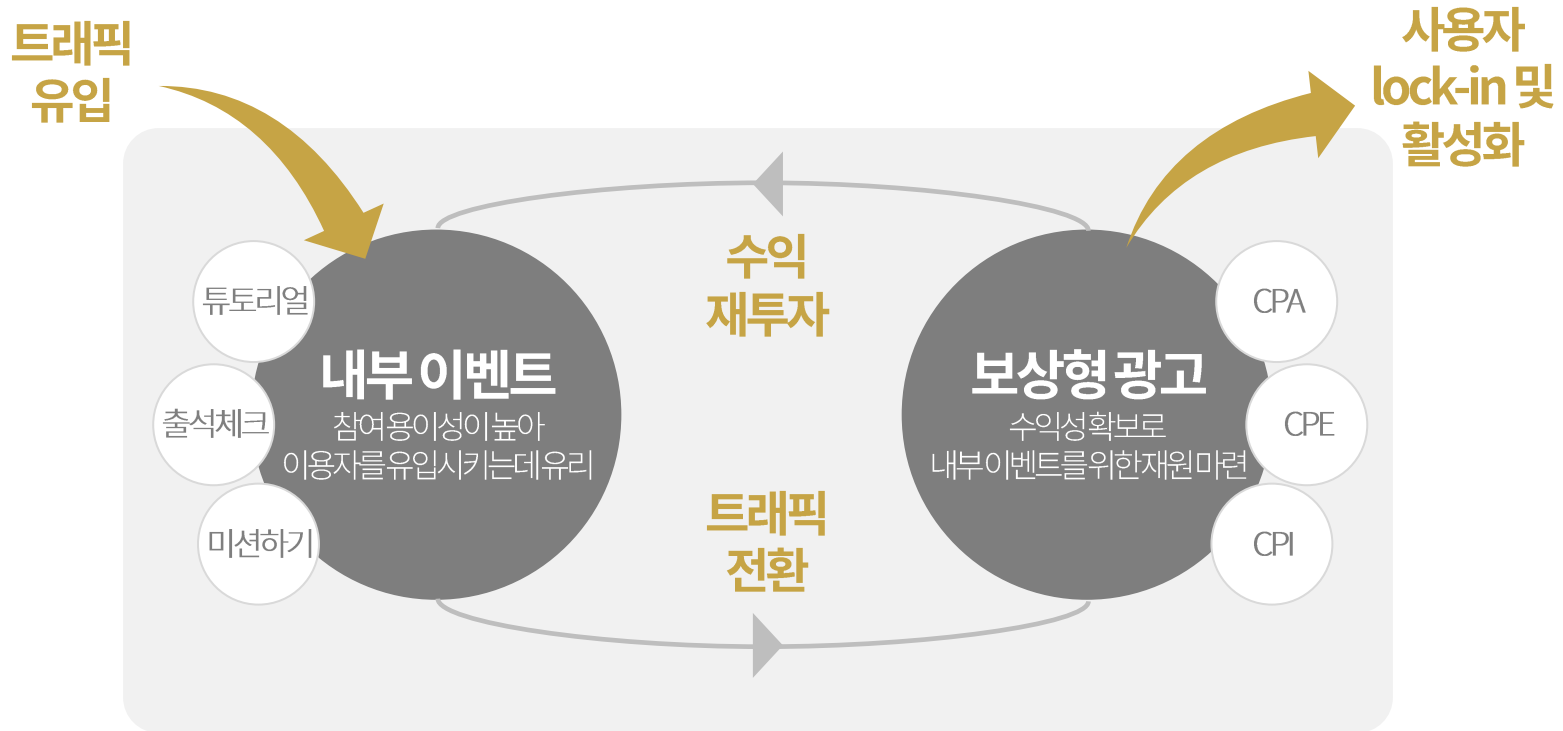 트래픽
유입
사용자
lock-in 및
활성화
수익
재투자
튜토리얼
출석체크
미션하기
내부 이벤트
참여 용이성이 높아
이용자를 유입시키는데 유리
보상형 광고
수익성 확보로
내부 이벤트를 위한 재원 마련
CPA
CPE
CPI
트래픽
전환